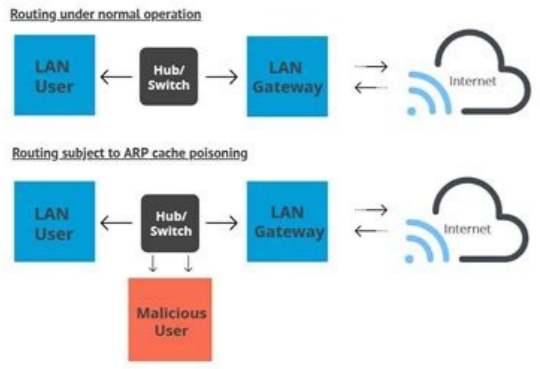 Routing under normal operation
LAN
User
Hub/
Switch
LAN
Gateway
Internet
Routing subject to ARP cache poisoning
LAN
User
Hub/
Switch
LAN
Gateway
Internet
Malicious
User